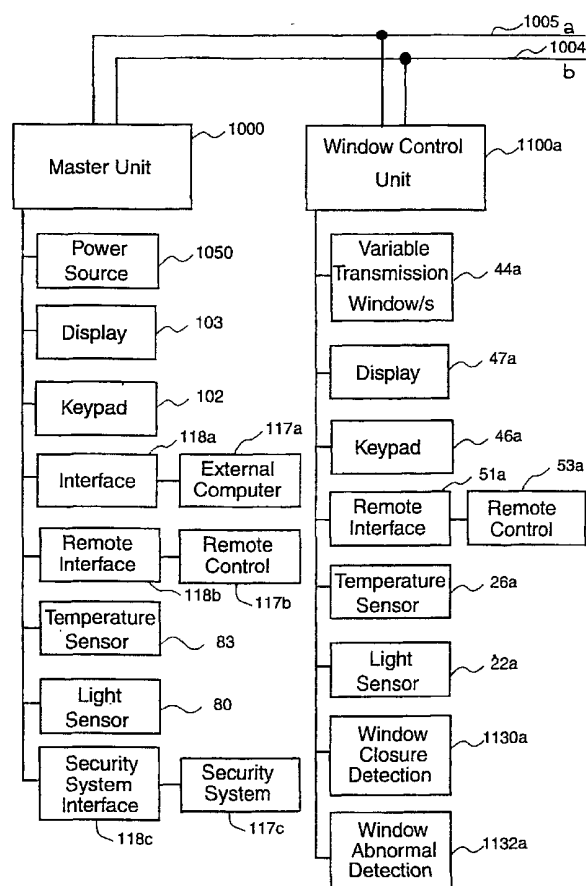 1005 a
1004
b
1000
Master Unit
Window Control
Unit
1100a
Power
Source
1050
Display
103
Keypad
102
118a
117a
Interface
External
Computer
Remote
Interface
Remote
Control
118b
117b
Temperature
Sensor
83
Light
Sensor
80
Security
System
Interface
Security
System
118c
117c
Variable
Transmission
Window/s
44a
Display
47a
Keypad
46a
51a
53a
Remote
Interface
Remote
Control
Temperature
Sensor
26a
Light
Sensor
22a
Window
Closure
Detection
1130a
Window
Abnormal
Detection
1132a